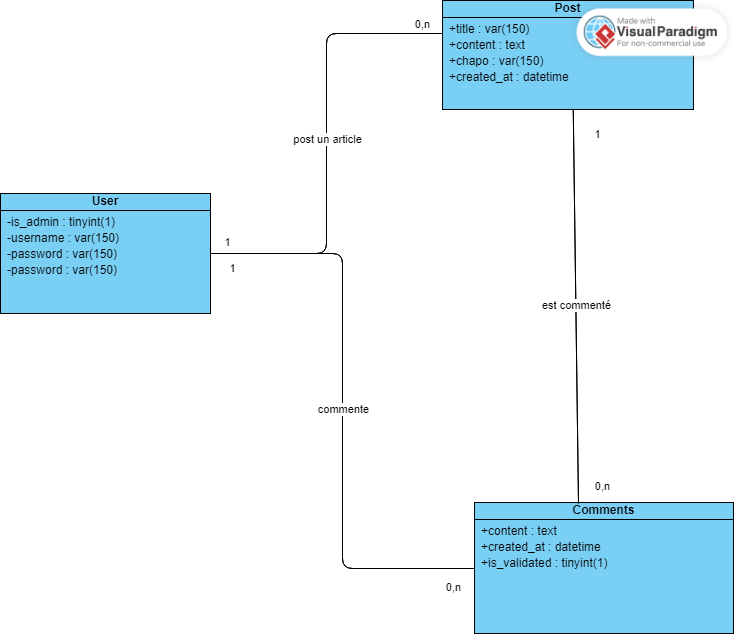 Post
+title : var(150)
+content : text
+chapo : var(150)
+created_at : datetime
Made with
VisualParadigm
For non-commercial use
0,n
1
post un article
User
-is_admin : tinyint(1)
-username : var(150)
-password : var(150)
-password : var(150)
1
1
est commenté
commente
0,n
Comments
+content : text
+created_at : datetime
+is_validated : tinyint(1)
0,n